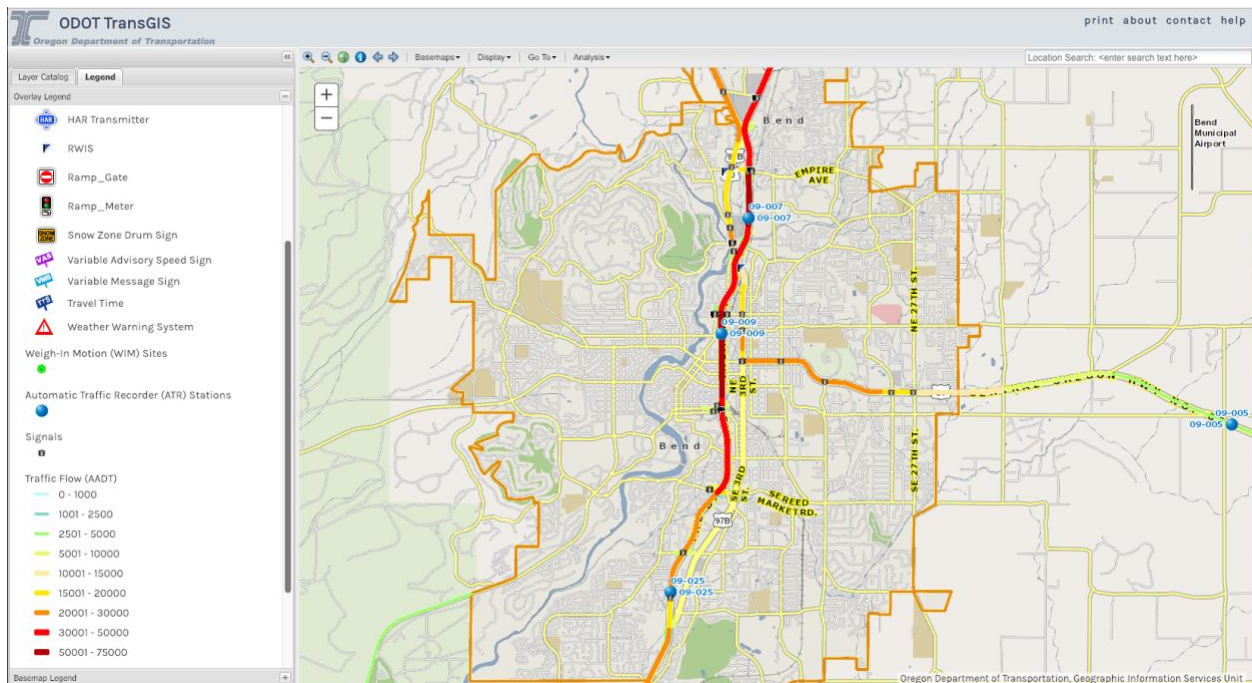 ODOT TransGIS
Oregon Department of Transportation
print about contact help
Basemaps
Display
Go To
Analysis
Location Search: <enter search text here>
Layer Catalog
Legend
Overlay Legend
HAR
HAR Transmitter
RWIS
Ramp_Gate
Ramp_Meter
SNOW ZONE
Snow Zone Drum Sign
VAS
Variable Advisory Speed Sign
VMS
Variable Message Sign
TTS
Travel Time
Weather Warning System
Weigh-In Motion (WIM) Sites
Automatic Traffic Recorder (ATR) Stations
Signals
Traffic Flow (AADT)
0 - 1000
1001 - 2500
2501 - 5000
5001 - 10000
10001 - 15000
15001 - 20000
20001 - 30000
30001 - 50000
50001 - 75000
Basemap Legend
+
−
Bend
Bend
Municipal
Airport
EMPIRE
AVE
09-007
09-007
NE 27TH ST.
09-009
09-009
NE
3RD
ST.
09-005
09-005
Bend
SE 3RD
ST.
SE 27TH ST.
SE REED
MARKET RD.
97B
09-025
09-025
Oregon Department of Transportation, Geographic Information Services Unit